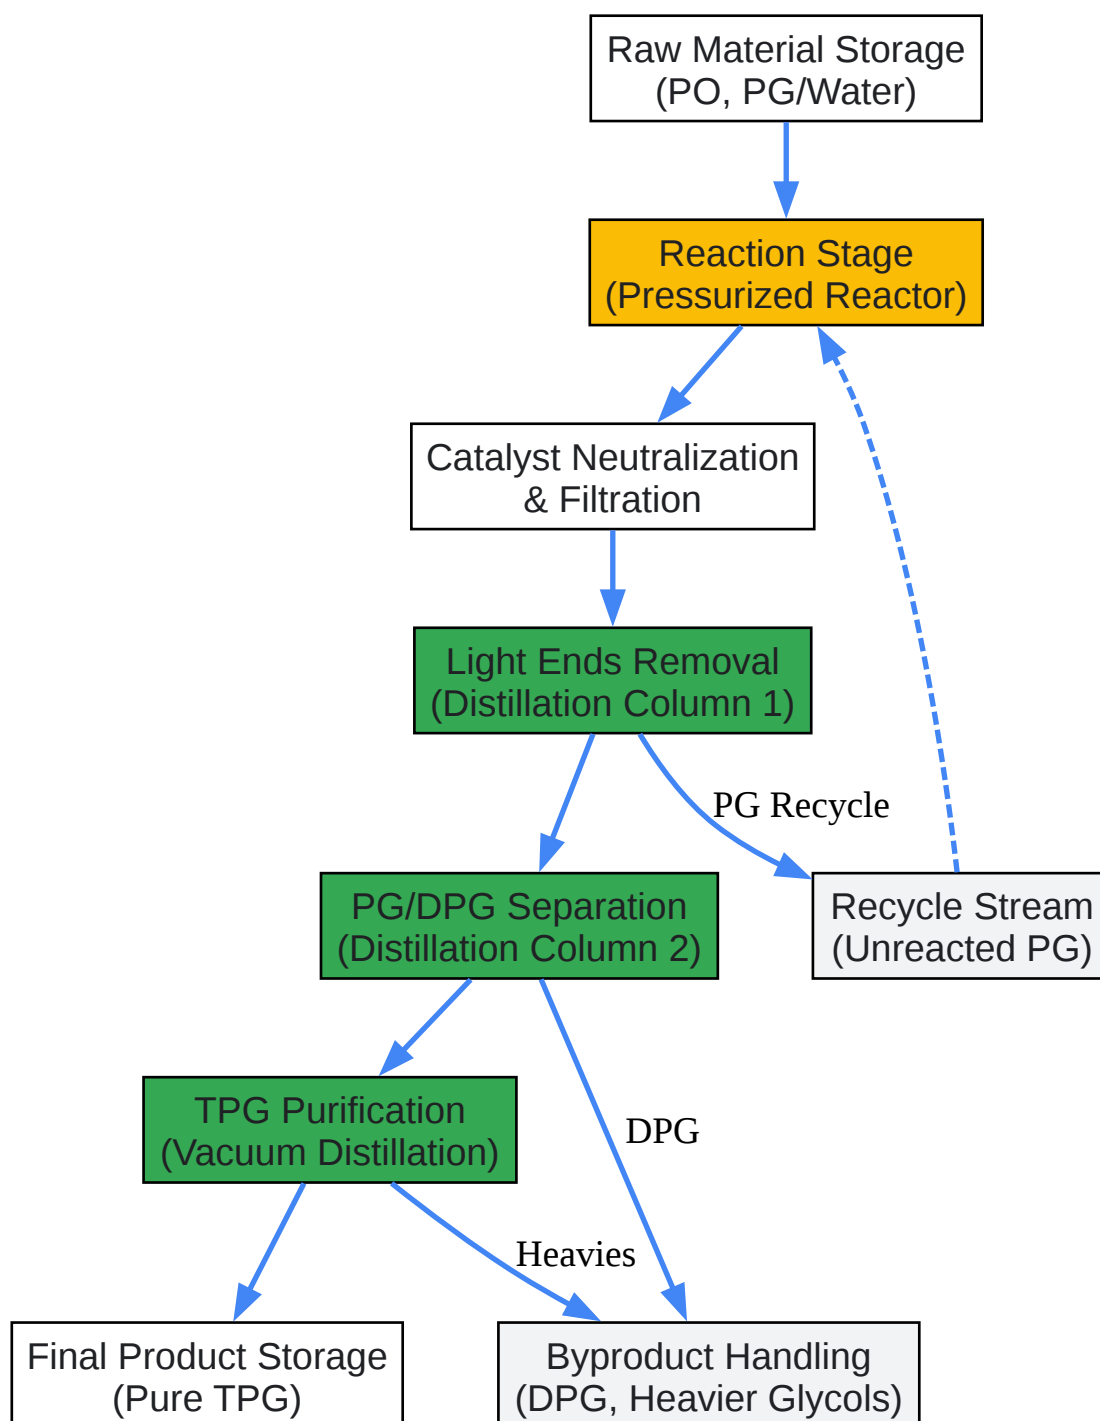 Raw Material Storage
(PO, PG/Water)
Reaction Stage
(Pressurized Reactor)
Catalyst Neutralization
& Filtration
Light Ends Removal
(Distillation Column 1)
PG Recycle
PG/DPG Separation
(Distillation Column 2)
Recycle Stream
(Unreacted PG)
TPG Purification
(Vacuum Distillation)
DPG
Heavies
Final Product Storage
(Pure TPG)
Byproduct Handling
(DPG, Heavier Glycols)